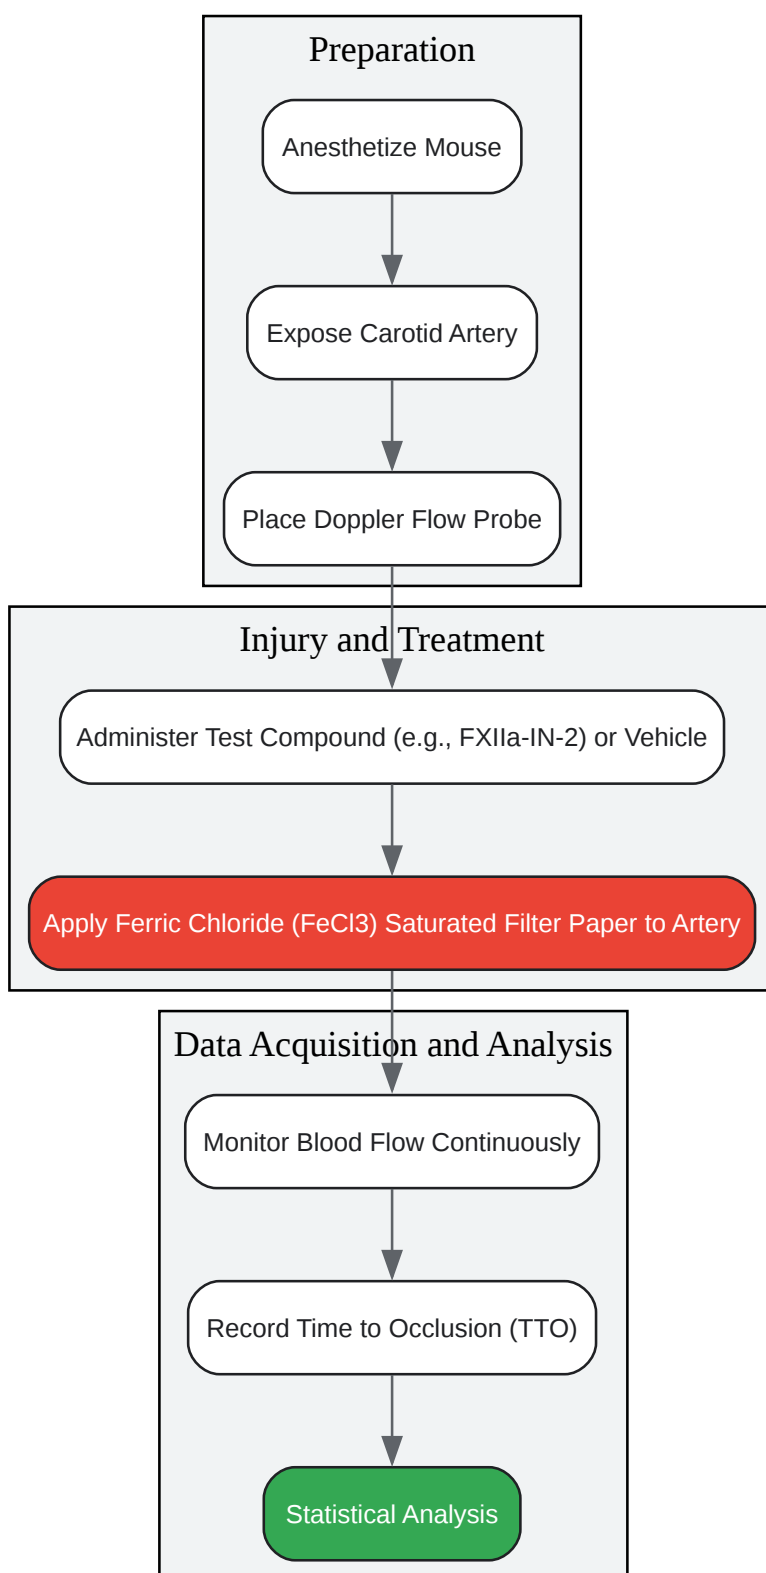 Preparation
Anesthetize Mouse
Expose Carotid Artery
Place Doppler Flow Probe
Injury and Treatment
Administer Test Compound (e.g., FXIIa-IN-2) or Vehicle
Apply Ferric Chloride (FeCl3) Saturated Filter Paper to Artery
Data Acquisition and Analysis
Monitor Blood Flow Continuously
Record Time to Occlusion (TTO)
Statistical Analysis